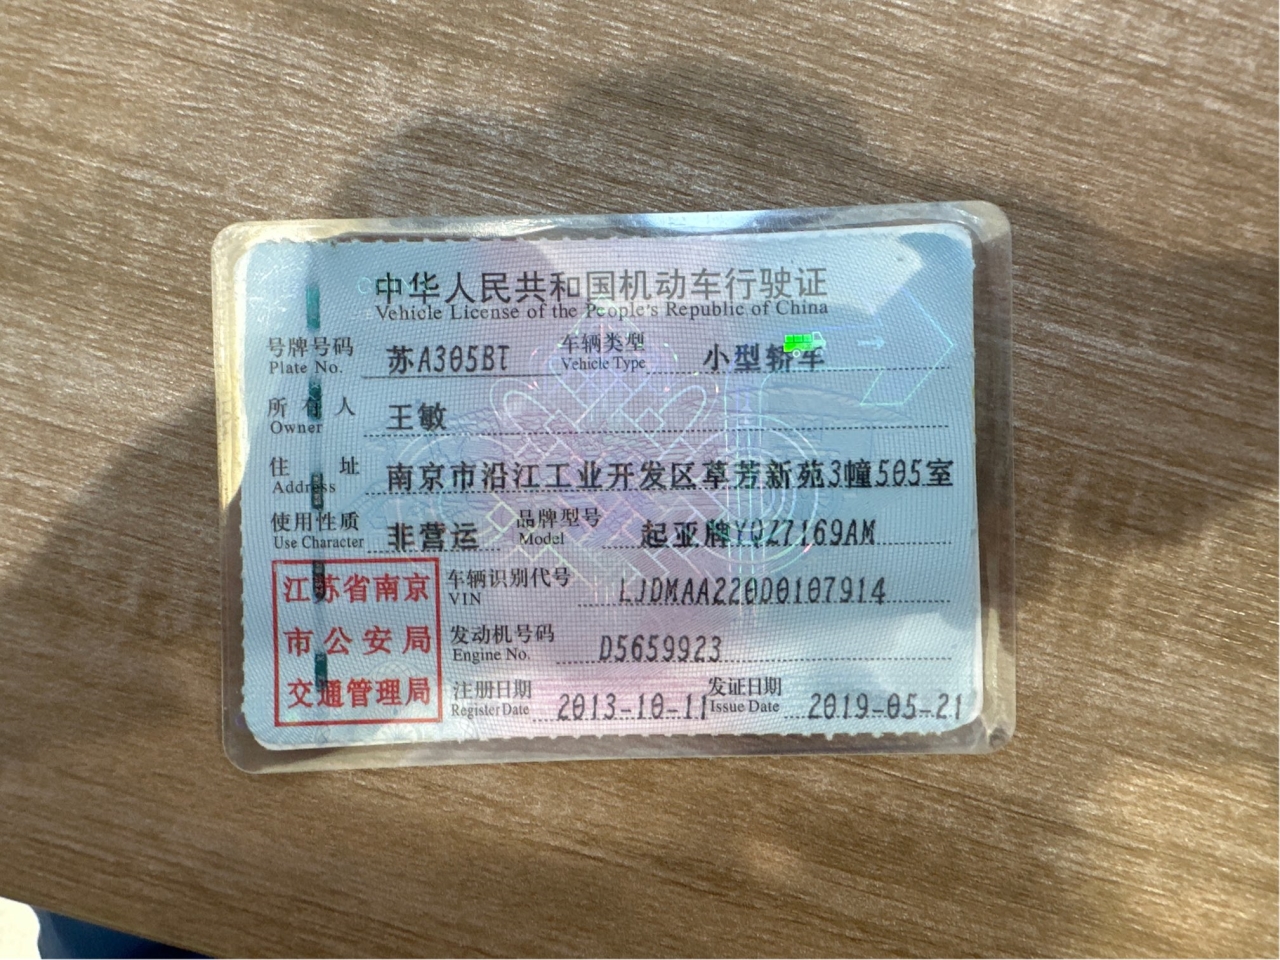 中华人民共和国机动车行驶证
Vehicle License of the People's Republic of China
号牌号码 苏A305BT 车辆类型 小型轿车
Plate No. Vehicle Type
所有人 王敏
Owner
住址 南京市沿江工业开发区草芳新苑3幢505室
Address
使用性质 非营运 品牌型号 起亚牌YQZ7169AM
Use Character Model
江苏省南京
市公安局
交通管理局
车辆识别代号 LJDMAA220D0107914
VIN
发动机号码 D5659923
Engine No.
注册日期 2013-10-11 发证日期 2019-05-21
Register Date Issue Date